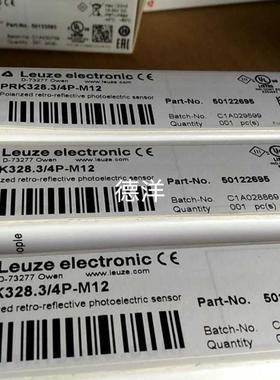 Part-No. 50122695
Leuze electronic CE
D-73277 Owen www.leuze.com
PRK328.3/4P-M12
Part-No. 50122695
retro-reflective photoelectric sensor
Batch-No. C1A029599
Quantity 001 pc(s)
Leuze electronic CE
D-73277 Owen www.leuze.com
K328.3/4P-M12
Part-No. 50122695
retro-reflective photoelectric sensor
Batch-No. C1A028869
Quantity 001 pc(s)
德洋
Leuze electronic CE
D-73277 Owen www.leuze.com
K328.3/4P-M12
retro-reflective photoelectric sensor
Part-No.
Batch-No.
Quantity
ople